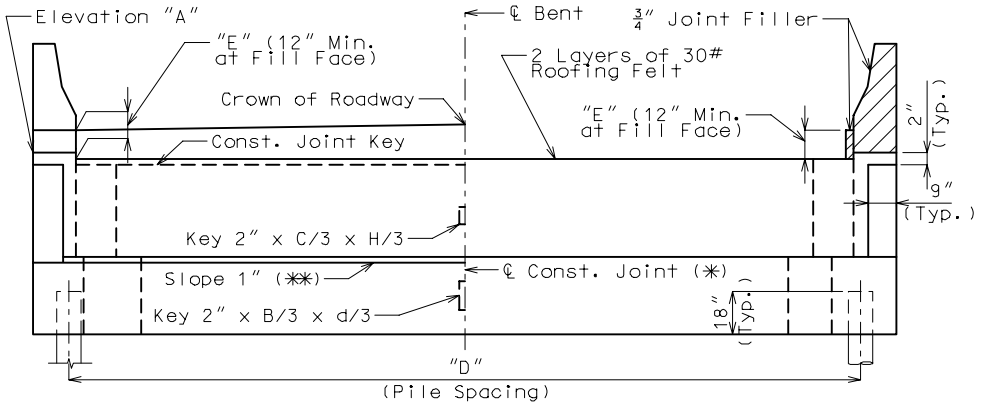 Elevation "A"
"E" (12" Min.
at Fill Face)
Crown of Roadway
Const. Joint Key
℄ Bent
3/4" Joint Filler
2 Layers of 30#
Roofing Felt
"E" (12" Min.
at Fill Face)
2"
(Typ.)
9"
(Typ.)
Key 2" x C/3 x H/3
Slope 1" (**)
℄ Const. Joint (*)
Key 2" x B/3 x d/3
18"
(Typ.)
"D"
(Pile Spacing)